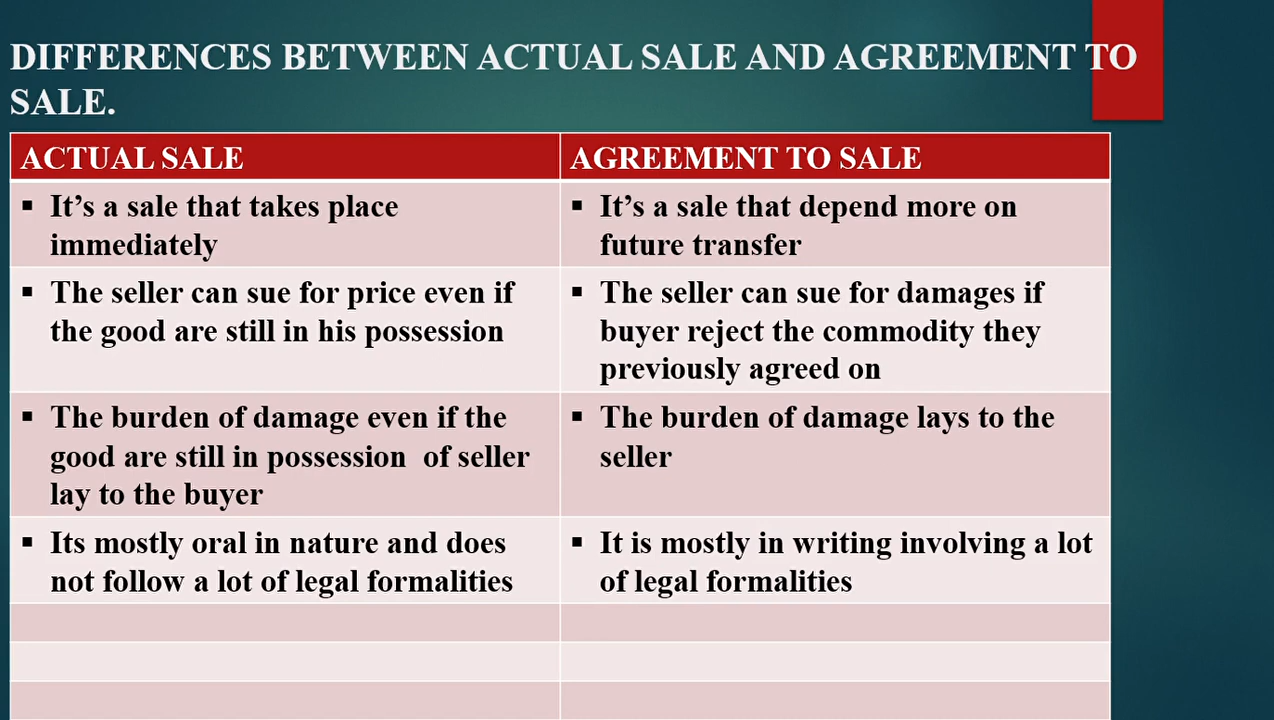 DIFFERENCES BETWEEN ACTUAL SALE AND AGREEMENT TO
SALE.
ACTUAL SALE
AGREEMENT TO SALE
▪ It’s a sale that takes place
immediately
▪ It’s a sale that depend more on
future transfer
▪ The seller can sue for price even if
the good are still in his possession
▪ The seller can sue for damages if
buyer reject the commodity they
previously agreed on
▪ The burden of damage even if the
good are still in possession of seller
lay to the buyer
▪ The burden of damage lays to the
seller
▪ Its mostly oral in nature and does
not follow a lot of legal formalities
▪ It is mostly in writing involving a lot
of legal formalities